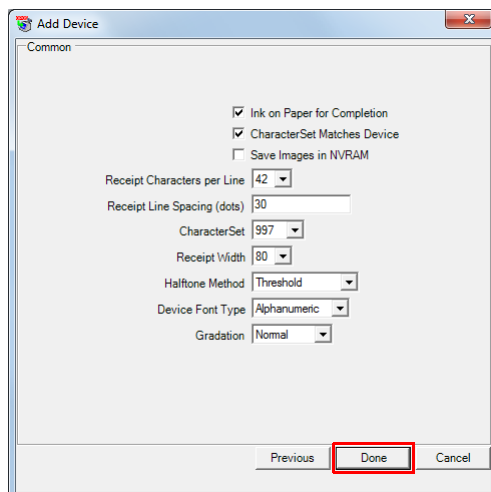 Add Device
Common
Ink on Paper for Completion
CharacterSet Matches Device
Save Images in NVRAM
Receipt Characters per Line 42
Receipt Line Spacing (dots) 30
CharacterSet 997
Receipt Width 80
Halftone Method Threshold
Device Font Type Alphanumeric
Gradation Normal
Previous Done Cancel